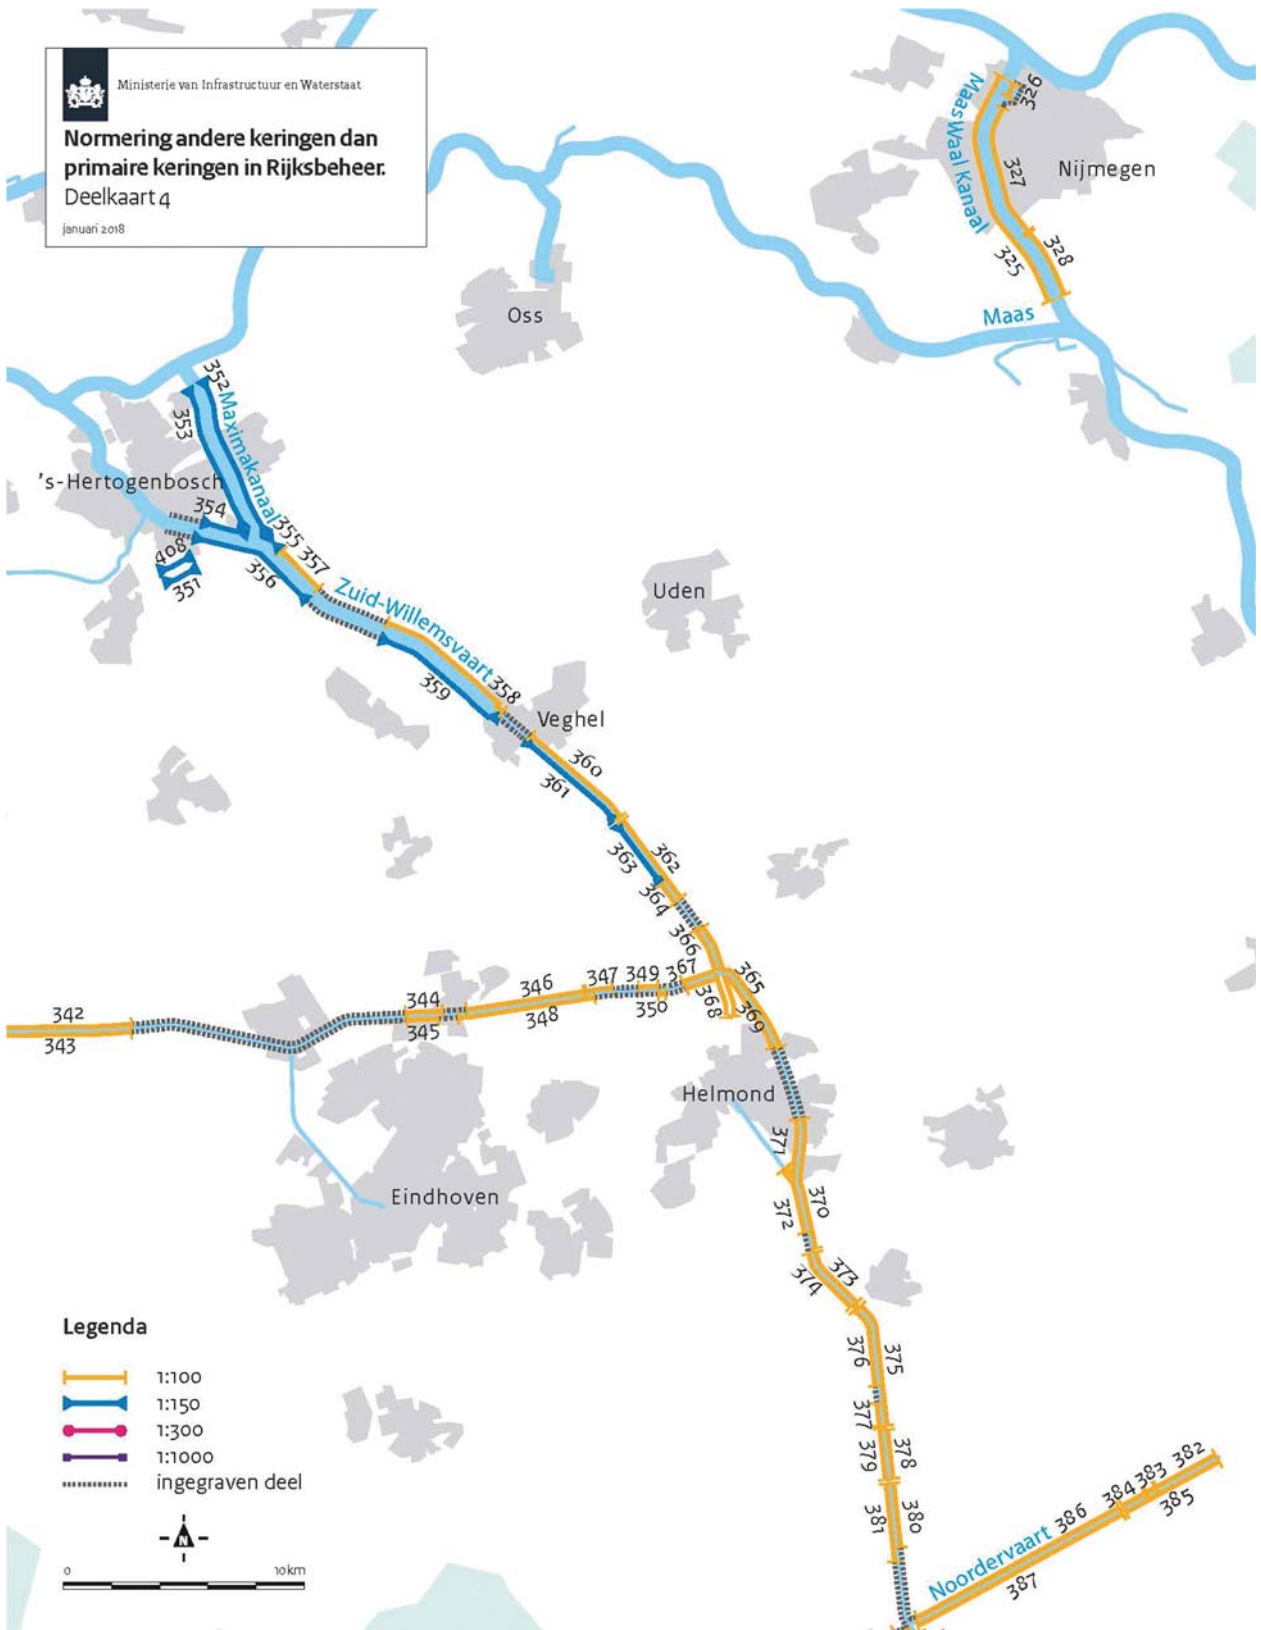 Ministerie van Infrastructuur en Waterstaat
Normering andere keringen dan
primaire keringen in Rijksbeheer.
Deelkaart 4
januari 2018
MaasWaal Kanaal
326
327
Nijmegen
325
328
Maas
Oss
352
353
Maximakanaal
's-Hertogenbosch
354
355
357
408
351
356
Zuid-Willemsvaart
Uden
359
358
Veghel
360
361
362
363
364
366
365
367
368
369
342
343
344
345
346
348
347
349
350
Helmond
371
370
372
Eindhoven
373
374
375
376
377
378
379
380
381
382
383
384
385
386
Noordervaart
387
Legenda
1:100
1:150
1:300
1:1000
ingegraven deel
N
0
10km